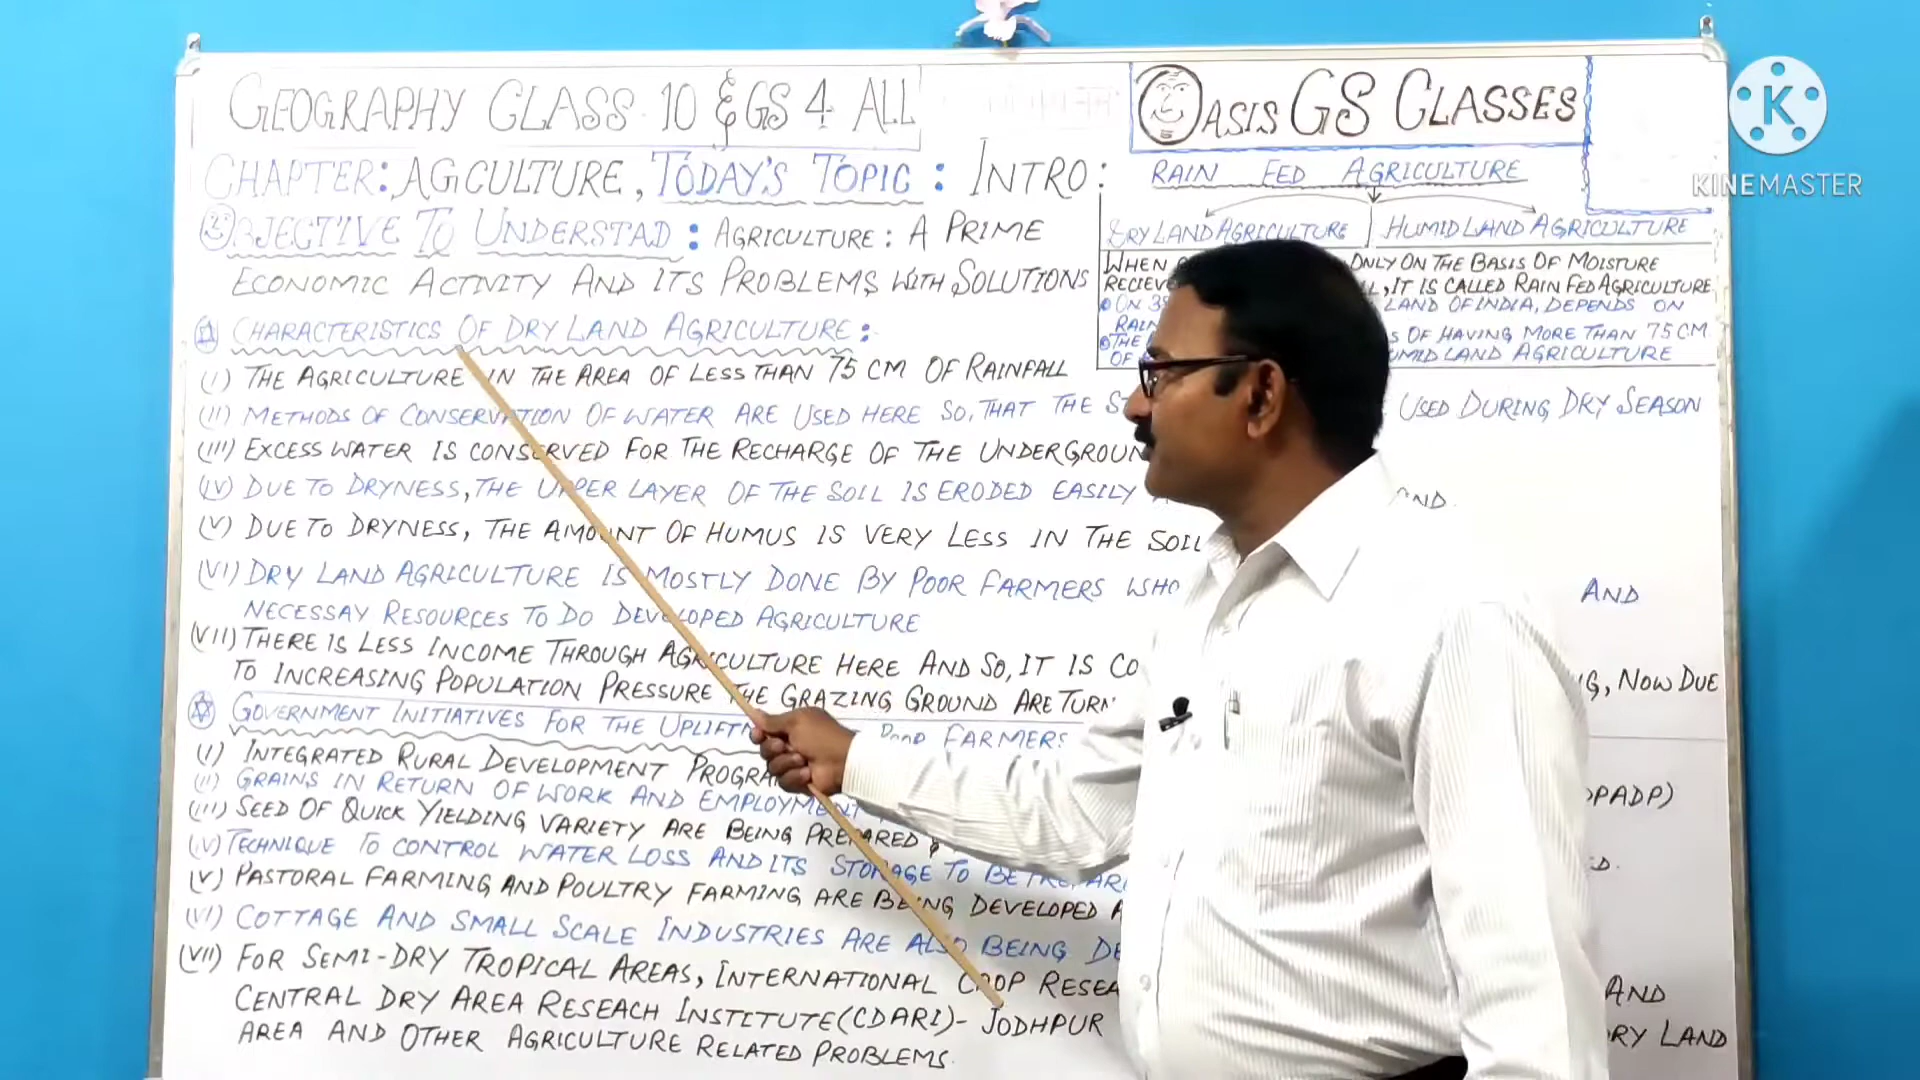 GEOGRAPHY CLASS 10 & GS 4 ALL
OASIS GS CLASSES
KINEMASTER
CHAPTER: AGICULTURE, TODAY'S TOPIC: INTRO:
OBJECTIVE TO UNDERSTAD: AGRICULTURE: A PRIME
ECONOMIC ACTIVITY AND ITS PROBLEMS WITH SOLUTIONS
RAIN FED AGRICULTURE
DRY LAND AGRICULTURE HUMID LAND AGRICULTURE
WHEN ONLY ON THE BASIS OF MOISTURE
RECIEVE , IT IS CALLED RAIN FED AGRICULTURE.
ON LAND OF INDIA, DEPENDS ON
RAIN
THE OF HAVING MORE THAN 75 CM
OF HUMID LAND AGRICULTURE
CHARACTERISTICS OF DRY LAND AGRICULTURE:
(I) THE AGRICULTURE IN THE AREA OF LESS THAN 75 CM OF RAINFALL
(II) METHODS OF CONSERVATION OF WATER ARE USED HERE SO, THAT THE USED DURING DRY SEASON
(III) EXCESS WATER IS CONSERVED FOR THE RECHARGE OF THE UNDERGROUN
(IV) DUE TO DRYNESS, THE UPPER LAYER OF THE SOIL IS ERODED EASILY
(V) DUE TO DRYNESS, THE AMOUNT OF HUMUS IS VERY LESS IN THE SOIL
(VI) DRY LAND AGRICULTURE IS MOSTLY DONE BY POOR FARMERS WHO AND
NECESSAY RESOURCES TO DO DEVELOPED AGRICULTURE
(VII) THERE IS LESS INCOME THROUGH AGRICULTURE HERE AND SO, IT IS CO G, NOW DUE
TO INCREASING POPULATION PRESSURE THE GRAZING GROUND ARE TURN
GOVERNMENT INITIATIVES FOR THE UPLIFTM FARMERS
(I) INTEGRATED RURAL DEVELOPMENT PROGRA DPADP)
(II) GRAINS IN RETURN OF WORK AND EMPLOYMENT
(III) SEED OF QUICK YIELDING VARIETY ARE BEING PREPARED &
(IV) TECHNIQUE TO CONTROL WATER LOSS AND ITS STORAGE TO BE PREPAR
(V) PASTORAL FARMING AND POULTRY FARMING ARE BEING DEVELOPED
(VI) COTTAGE AND SMALL SCALE INDUSTRIES ARE ALSO BEING DE
(VII) FOR SEMI-DRY TROPICAL AREAS, INTERNATIONAL CROP RESEA AND
CENTRAL DRY AREA RESEACH INSTITUTE (CDARI)- JODHPUR DRY LAND
AREA AND OTHER AGRICULTURE RELATED PROBLEMS.